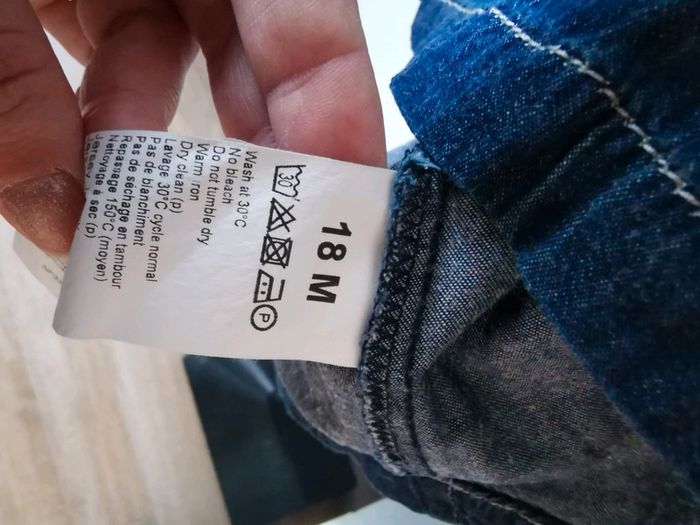 18 M
30
P
Wash at 30°C
No bleach
Do not tumble dry
Warm iron
Dry clean (p)
Lavage 30°C cycle normal
Pas de blanchiment
Pas de séchage en tambour
Repassage 150°C (moyen)
Nettoyage à sec (p)